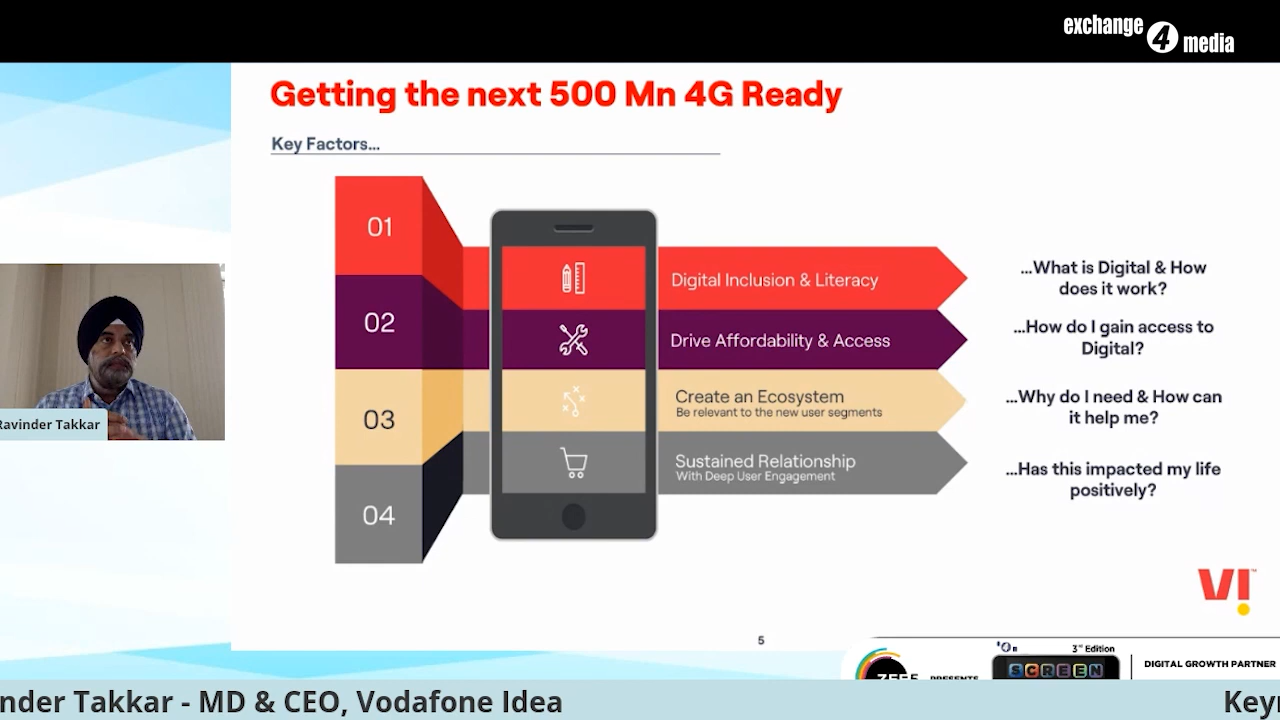 exchange
4
media
Getting the next 500 Mn 4G Ready
Key Factors...
01
02
03
04
Digital Inclusion & Literacy
Drive Affordability & Access
Create an Ecosystem
Be relevant to the new user segments
Sustained Relationship
With Deep User Engagement
...What is Digital & How
does it work?
...How do I gain access to
Digital?
...Why do I need & How can
it help me?
...Has this impacted my life
positively?
Ravinder Takkar
VI
5
3rd Edition
ZEE5 PRESENTS
SCREEN
DIGITAL GROWTH PARTNER
nder Takkar - MD & CEO, Vodafone Idea
Key